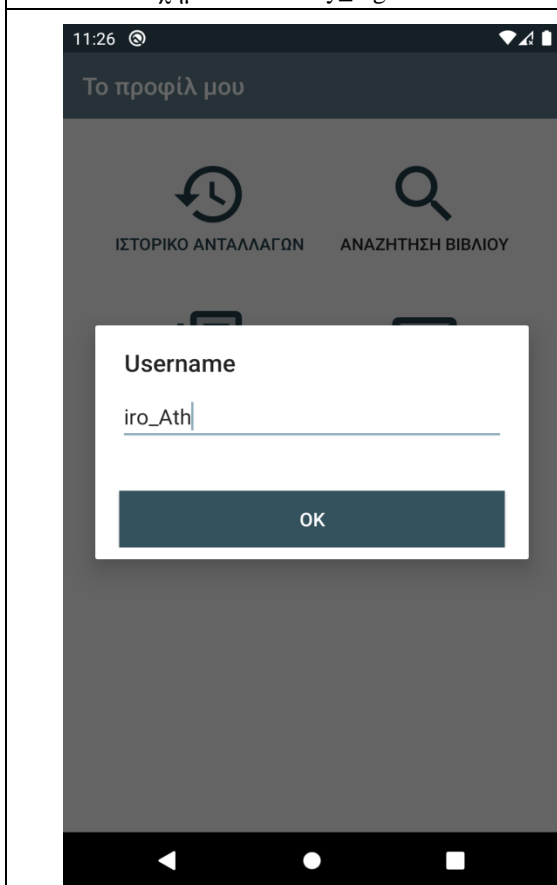 11:26
Το προφίλ μου
ΙΣΤΟΡΙΚΟ ΑΝΤΑΛΛΑΓΩΝ ΑΝΑΖΗΤΗΣΗ ΒΙΒΛΙΟΥ
Username
iro_Ath
OK